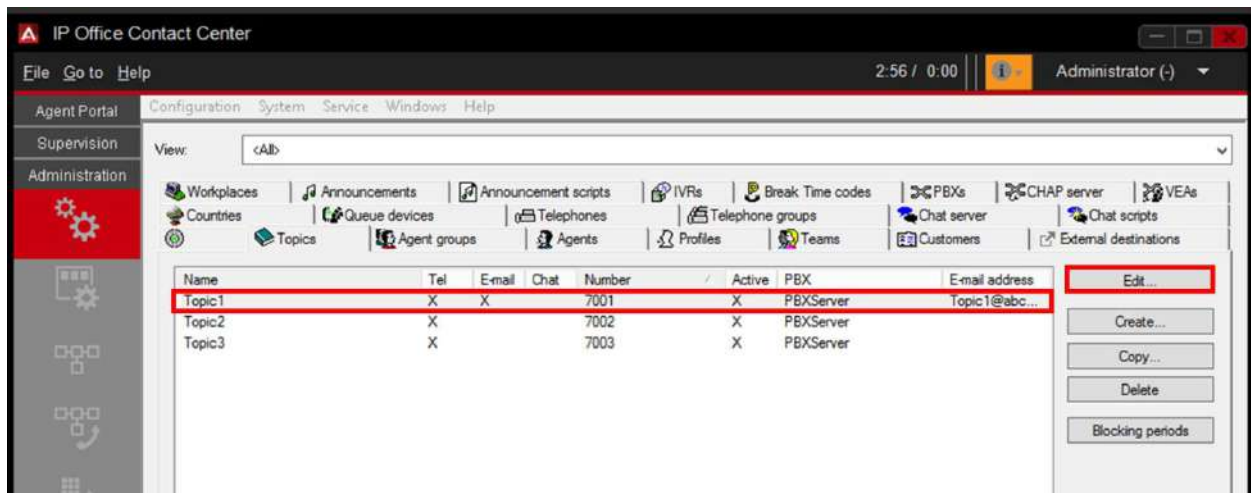 IP Office Contact Center
File Go to Help 2:56 / 0:00 Administrator (-)
Agent Portal Configuration System Service Windows Help
Supervision View: <All>
Administration
Workplaces Announcements Announcement scripts IVRs Break Time codes PBXs CHAP server VEAs
Countries Queue devices Telephones Telephone groups Chat server Chat scripts
Topics Agent groups Agents Profiles Teams Customers External destinations
Name Tel E-mail Chat Number / Active PBX E-mail address Edit...
Topic1 X X 7001 X PBXServer Topic1@abc...
Topic2 X 7002 X PBXServer Create...
Topic3 X 7003 X PBXServer
Copy...
Delete
Blocking periods